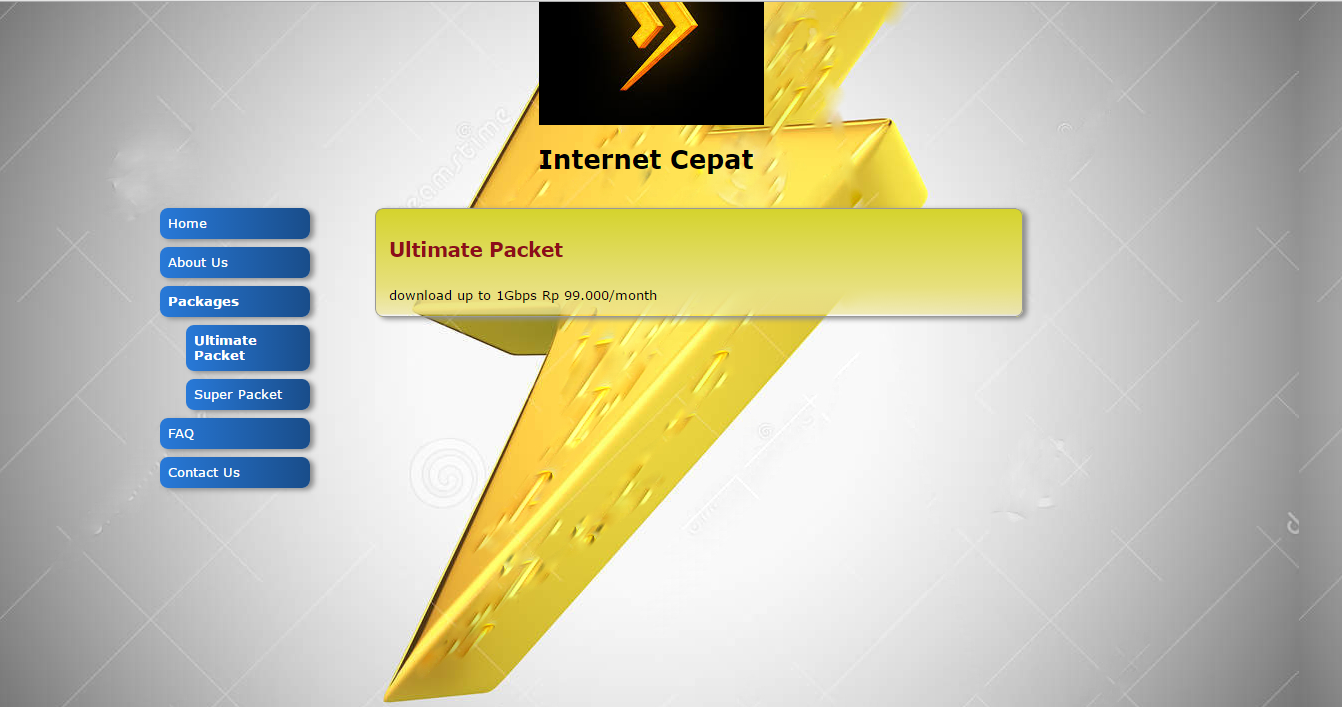 Internet Cepat
Home
About Us
Packages
Ultimate
Packet
Super Packet
FAQ
Contact Us
Ultimate Packet
download up to 1Gbps Rp 99.000/month